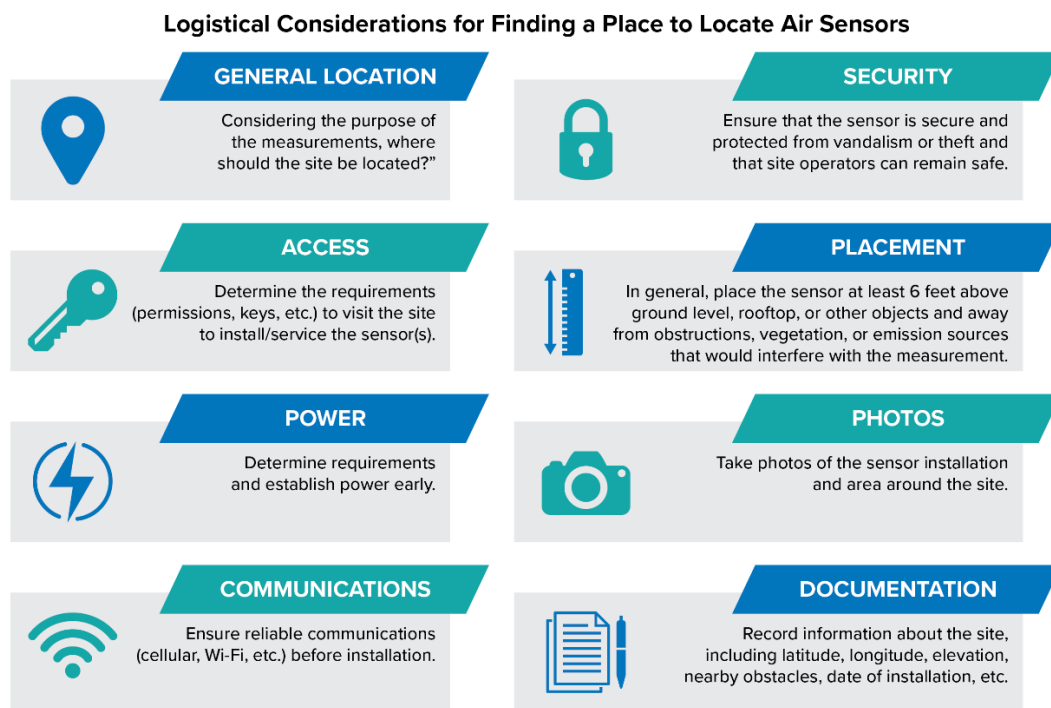 Logistical Considerations for Finding a Place to Locate Air Sensors
GENERAL LOCATION
Considering the purpose of
the measurements, where
should the site be located?”
SECURITY
Ensure that the sensor is secure and
protected from vandalism or theft and
that site operators can remain safe.
ACCESS
Determine the requirements
(permissions, keys, etc.) to visit the site
to install/service the sensor(s).
PLACEMENT
In general, place the sensor at least 6 feet above
ground level, rooftop, or other objects and away
from obstructions, vegetation, or emission sources
that would interfere with the measurement.
POWER
Determine requirements
and establish power early.
PHOTOS
Take photos of the sensor installation
and area around the site.
COMMUNICATIONS
Ensure reliable communications
(cellular, Wi-Fi, etc.) before installation.
DOCUMENTATION
Record information about the site,
including latitude, longitude, elevation,
nearby obstacles, date of installation, etc.